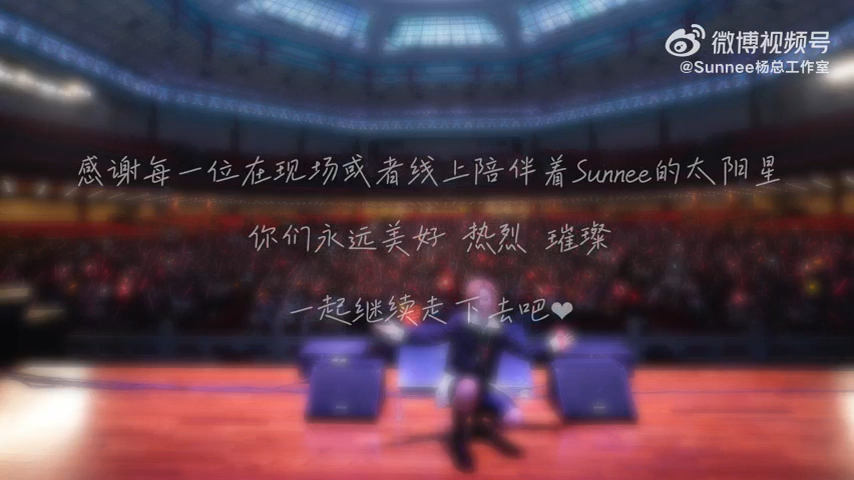 微博视频号
@Sunnee杨总工作室
感谢每一位在现场或者线上陪伴着Sunnee的太阳星
你们永远美好 热烈 璀璨
一起继续走下去吧❤